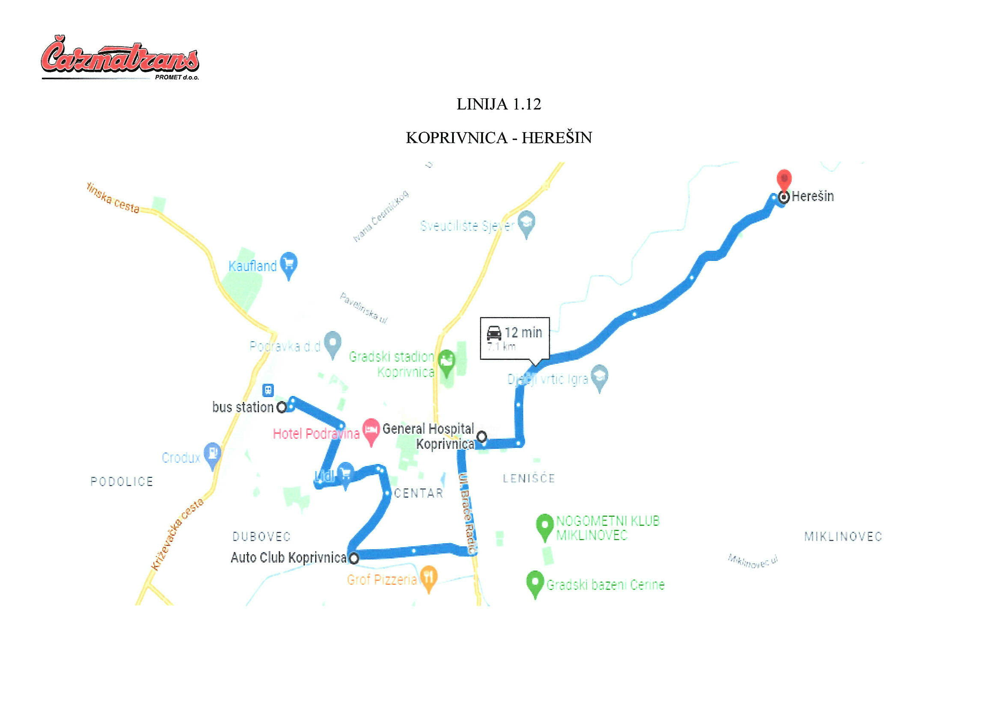 Čazmatrans
PROMET d.o.o.
LINIJA 1.12
KOPRIVNICA - HEREŠIN
Herešin
cesta
Ivana Česmičkog
Sveučilište Sjever
Kaufland
Pavelinska ul
12 min
7.1 km
Podravka d.d
Gradski stadion
Koprivnica
Dječji vrtić Igra
bus station
Hotel Podravina
General Hospital
Koprivnica
Crodux
Lidl
PODOLICE
LENIŠĆE
CENTAR
Ul. Braće Radić
Križevačka cesta
NOGOMETNI KLUB
MIKLINOVEC
DUBOVEC
MIKLINOVEC
Auto Club Koprivnica
Miklinovec ul
Grof Pizzeria
Gradski bazeni Cerine